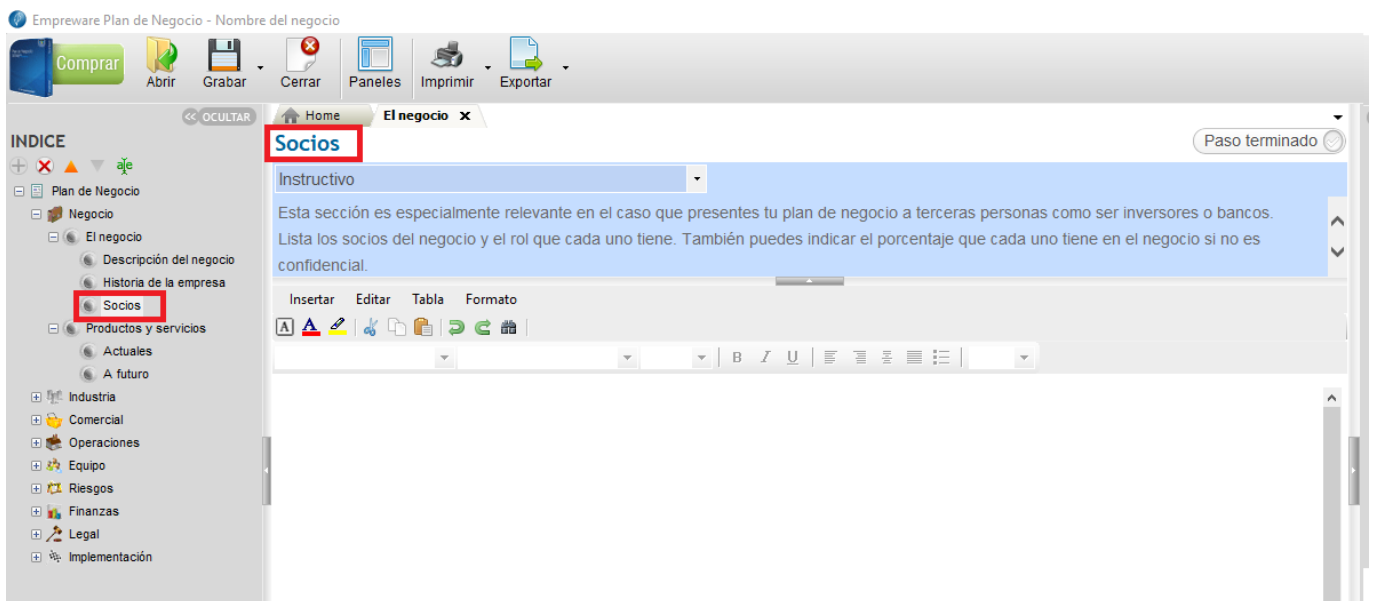 Empreware Plan de Negocio - Nombre del negocio
Comprar
Abrir
Grabar
Cerrar
Paneles
Imprimir
Exportar
<< OCULTAR
INDICE
Plan de Negocio
Negocio
El negocio
Descripción del negocio
Historia de la empresa
Socios
Productos y servicios
Actuales
A futuro
Industria
Comercial
Operaciones
Equipo
Riesgos
Finanzas
Legal
Implementación
Home
El negocio X
Socios
Paso terminado
Instructivo
Esta sección es especialmente relevante en el caso que presentes tu plan de negocio a terceras personas como ser inversores o bancos.
Lista los socios del negocio y el rol que cada uno tiene. También puedes indicar el porcentaje que cada uno tiene en el negocio si no es
confidencial.
Insertar Editar Tabla Formato
A A
B I U